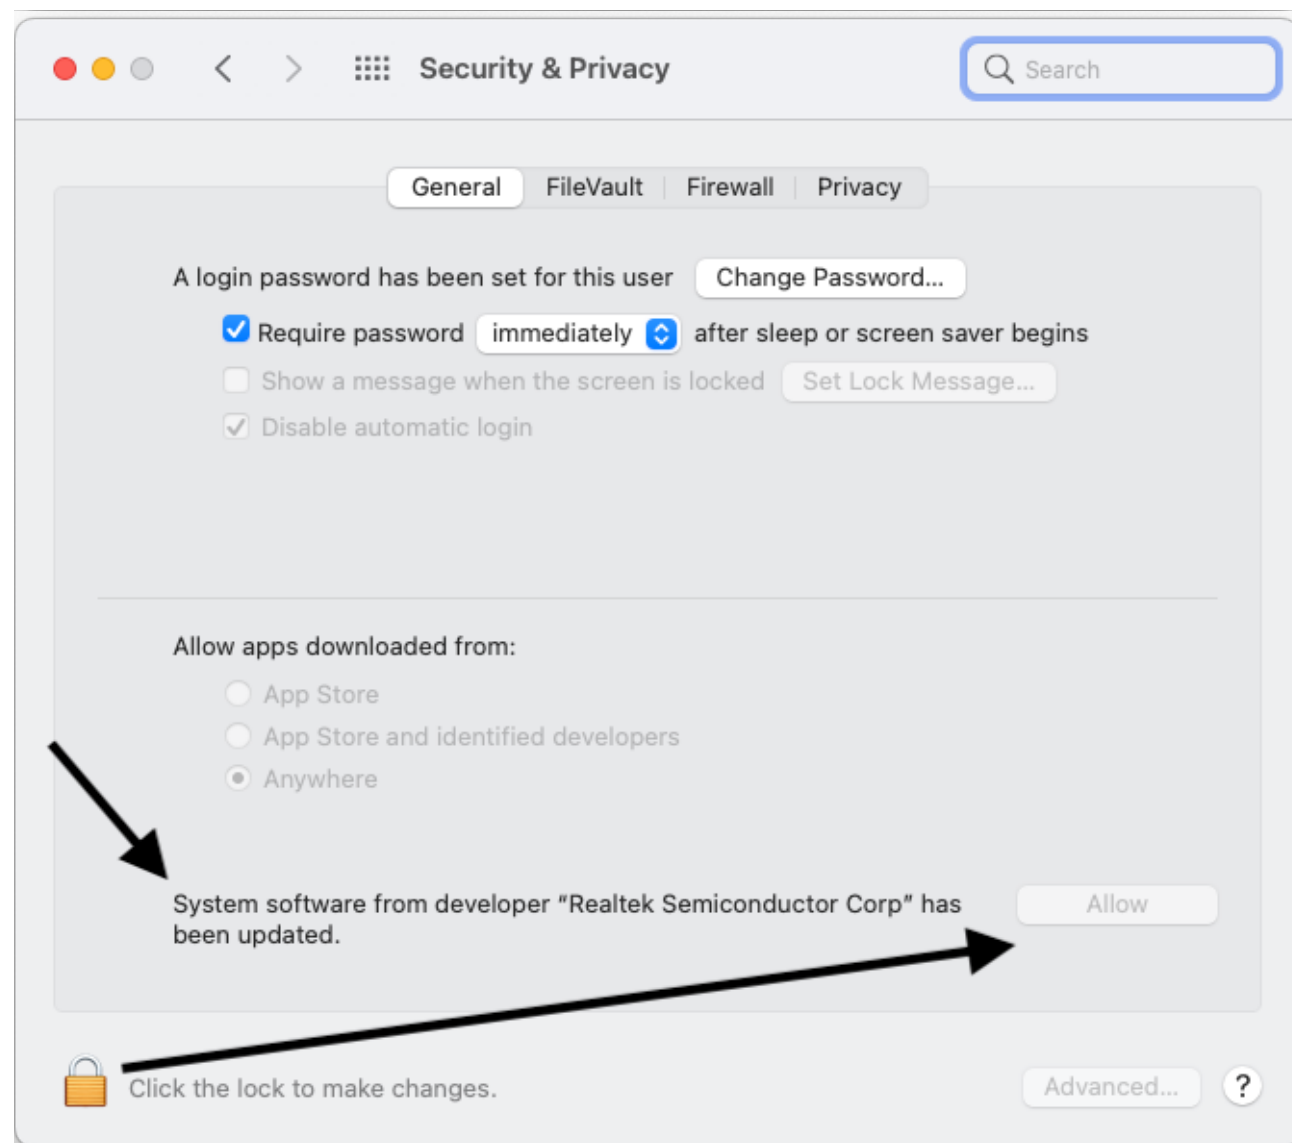 Security & Privacy
Search
General FileVault Firewall Privacy
A login password has been set for this user Change Password...
Require password immediately after sleep or screen saver begins
Show a message when the screen is locked Set Lock Message...
Disable automatic login
Allow apps downloaded from:
App Store
App Store and identified developers
Anywhere
System software from developer "Realtek Semiconductor Corp" has
been updated.
Allow
Click the lock to make changes.
Advanced...
?